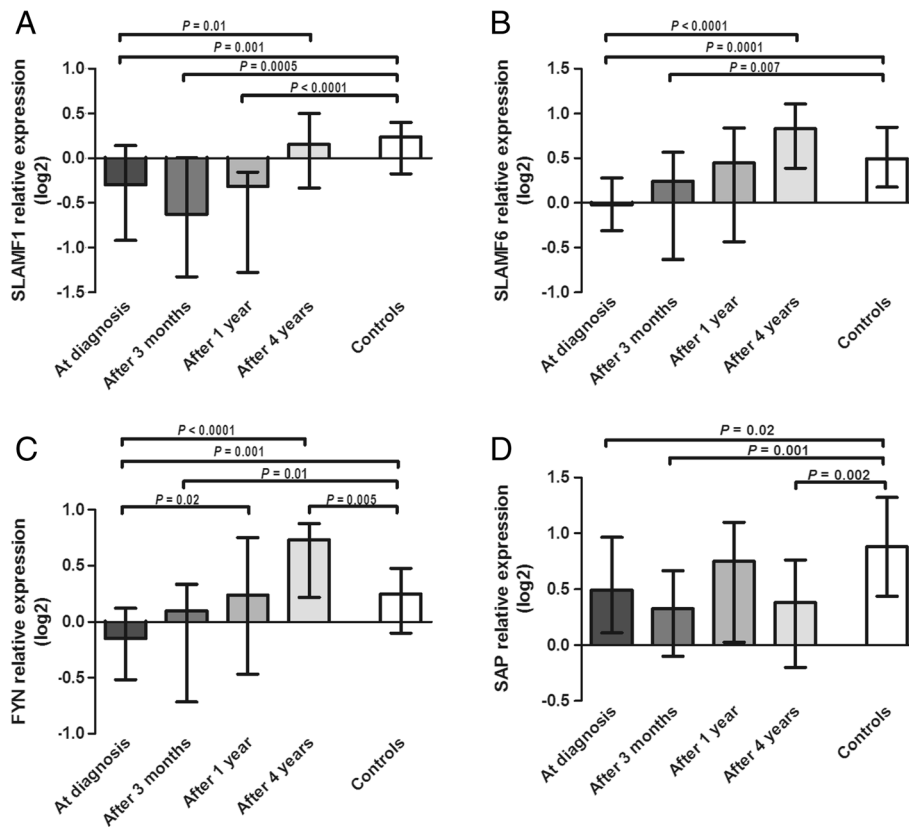 A
P = 0.01
P = 0.001
P = 0.0005
P < 0.0001
SLAMF1 relative expression
(log2)
1.0
0.5
0.0
-0.5
-1.0
-1.5
At diagnosis
After 3 months
After 1 year
After 4 years
Controls
B
P < 0.0001
P = 0.0001
P = 0.007
SLAMF6 relative expression
(log2)
1.5
1.0
0.5
0.0
-0.5
-1.0
At diagnosis
After 3 months
After 1 year
After 4 years
Controls
C
P < 0.0001
P = 0.001
P = 0.01
P = 0.02
P = 0.005
FYN relative expression
(log2)
1.0
0.5
0.0
-0.5
-1.0
At diagnosis
After 3 months
After 1 year
After 4 years
Controls
D
P = 0.02
P = 0.001
P = 0.002
SAP relative expression
(log2)
1.5
1.0
0.5
0.0
-0.5
At diagnosis
After 3 months
After 1 year
After 4 years
Controls